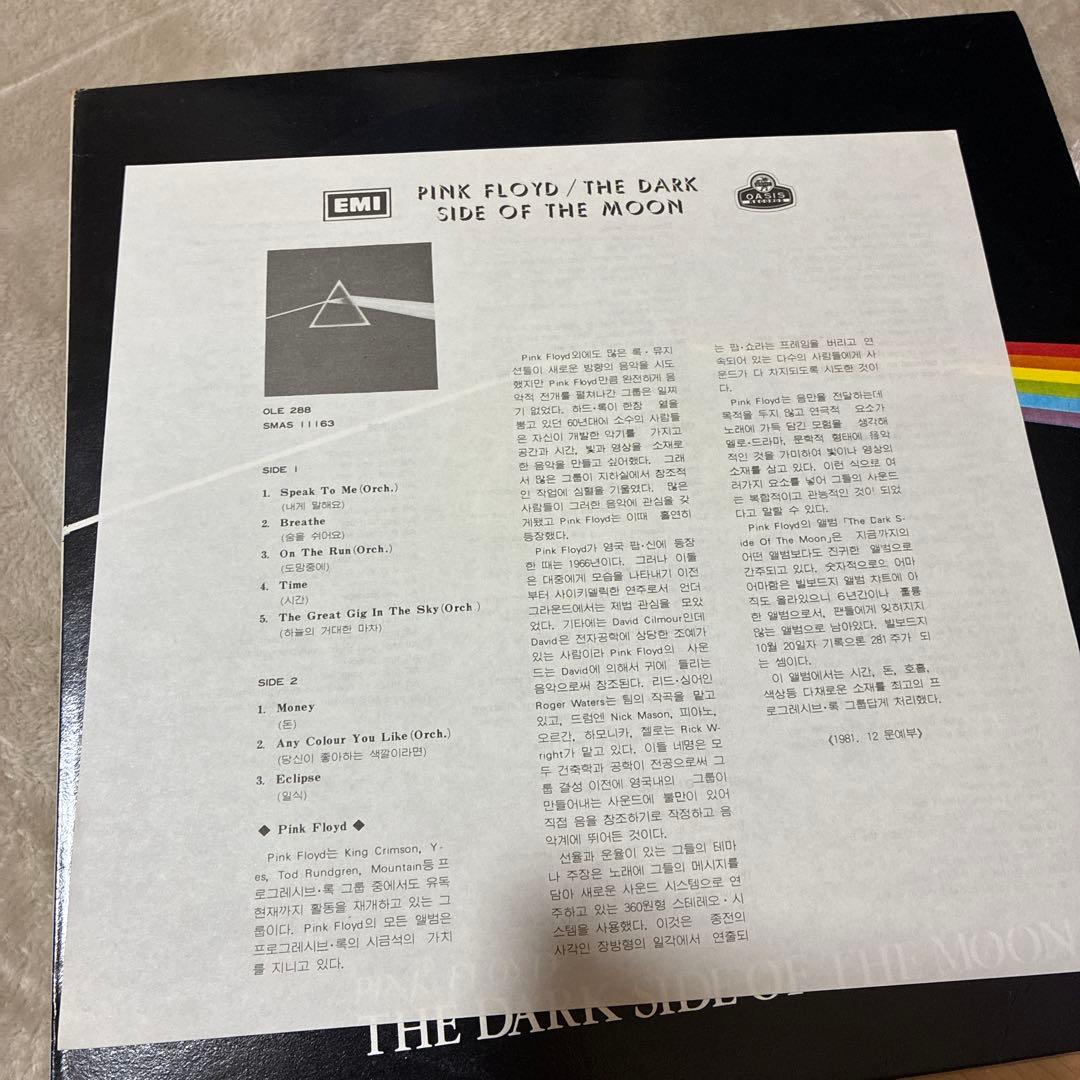 EMI
PINK FLOYD / THE DARK
SIDE OF THE MOON
OASIS
RECORDS
OLE 288
SMAS 11163
SIDE 1
1. Speak To Me (Orch.)
(내게 말해요)
2. Breathe
(숨을 쉬어요)
3. On The Run (Orch.)
(도망중에)
4. Time
(시간)
5. The Great Gig In The Sky (Orch.)
(하늘의 거대한 마차)
SIDE 2
1. Money
(돈)
2. Any Colour You Like (Orch.)
(당신이 좋아하는 색깔이라면)
3. Eclipse
(일식)
◆ Pink Floyd ◆
Pink Floyd는 King Crimson, Y-
es, Tod Rundgren, Mountain등 프
로그레시브·록 그룹 중에서도 유독
현재까지 활동을 재개하고 있는 그
룹이다. Pink Floyd의 모든 앨범은
프로그레시브·록의 시금석의 가치
를 지니고 있다.
Pink Floyd외에도 많은 록·뮤지
션들이 새로운 방향의 음악을 시도
했지만 Pink Floyd만큼 완전하게 음
악적 전개를 펼쳐나간 그룹은 일찌
기 없었다. 하드·록이 한창 열을
뿜고 있던 60년대에 소수의 사람들
은 자신이 개발한 악기를 가지고
공간과 시간, 빛과 영상을 소재로
한 음악을 만들고 싶어했다. 그래
서 많은 그룹이 지하실에서 창조적
인 작업에 심혈을 기울였다. 많은
사람들이 그러한 음악에 관심을 갖
게됐고 Pink Floyd는 이때 홀연히
등장했다.
Pink Floyd가 영국 팝·신에 등장
한 때는 1966년이다. 그러나 이들
은 대중에게 모습을 나타내기 이전
부터 사이키델릭한 연주로서 언더
그라운드에서는 제법 관심을 모았
었다. 기타에는 David Gilmour인데
David은 전자공학에 상당한 조예가
있는 사람이라 Pink Floyd의 사운
드는 David에 의해서 귀에 들리는
음악으로써 창조된다. 리드·싱어인
Roger Waters는 팀의 작곡을 맡고
있고, 드럼엔 Nick Mason, 피아노,
오르간, 하모니카, 첼로는 Rick W-
right가 맡고 있다. 이들 네명은 모
두 건축학과 공학이 전공으로써 그
룹 결성 이전에 영국내의 그룹이
만들어내는 사운드에 불만이 있어
직접 음을 창조하기로 작정하고 음
악계에 뛰어든 것이다.
선율과 운율이 있는 그들의 테마
나 주장은 노래에 그들의 메시지를
담아 새로운 사운드 시스템으로 연
주하고 있는 360원형 스테레오·시
스템을 사용했다. 이것은 종전의
사각인 장방형의 일각에서 연출되
는 팝·쇼라는 프레임을 버리고 연
속되어 있는 다수의 사람들에게 사
운드가 다 차지되도록 시도한 것이
다.
Pink Floyd는 음만을 전달하는데
목적을 두지 않고 연극적 요소가
노래에 가득 담긴 모험을 생각해
멜로·드라마, 문학적 형태에 음악
적인 것을 가미하여 빛이나 영상의
소재를 삼고 있다. 이런 식으로 여
러가지 요소를 넣어 그들의 사운드
는 복합적이고 관능적인 것이 되었
다고 말할 수 있다.
Pink Floyd의 앨범 「The Dark S-
ide Of The Moon」은 지금까지의
어떤 앨범보다도 진귀한 앨범으로
간주되고 있다. 숫자적으로의 어마
어마함은 빌보드지 앨범 챠트에 아
직도 올라있으니 6년간이나 훌륭
한 앨범으로서, 팬들에게 잊혀지지
않는 앨범으로 남아있다. 빌보드지
10월 20일자 기록으론 281주가 되
는 셈이다.
이 앨범에서는 시간, 돈, 호흡,
색상등 다채로운 소재를 최고의 프
로그레시브·록 그룹답게 처리했다.
《1981. 12 문예부》
PINK FLOYD
THE DARK SIDE OF THE MOON